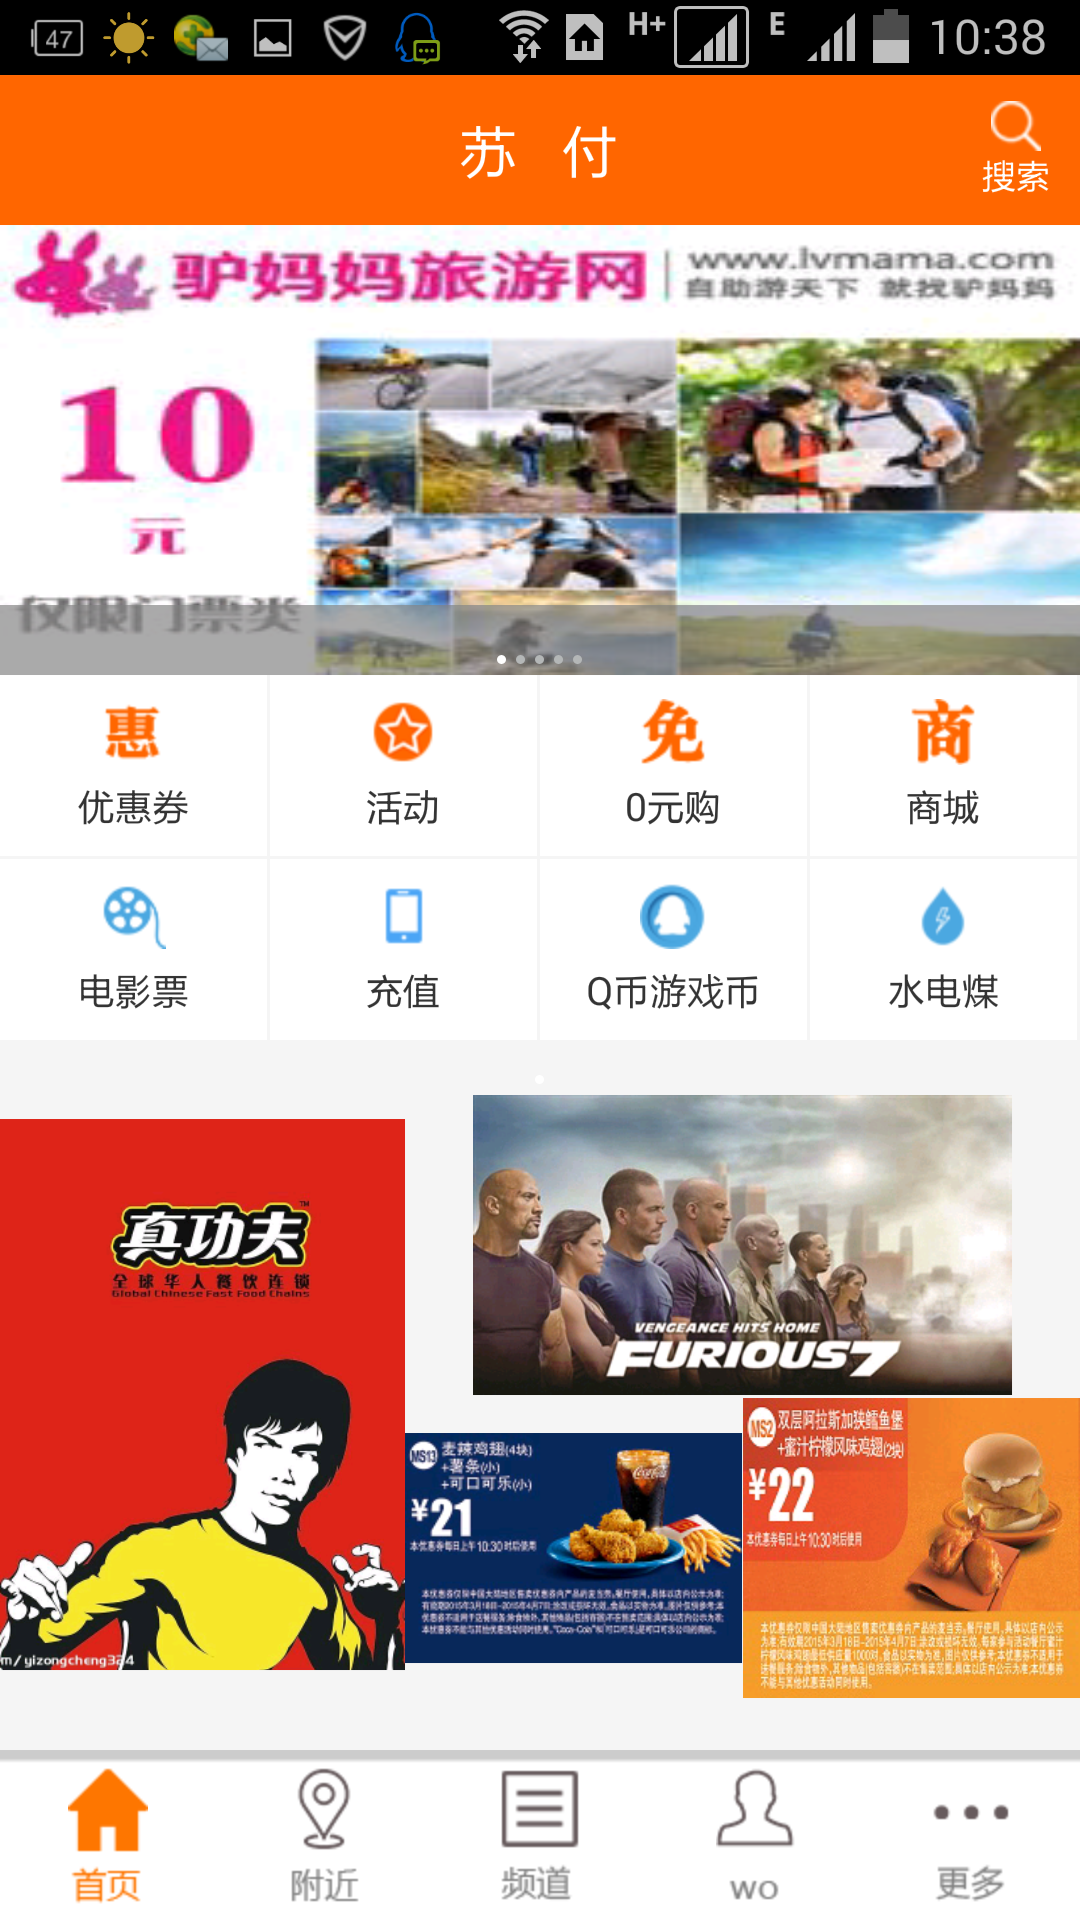 47
H+
E
10:38
苏 付
搜索
驴妈妈旅游网
www.lvmama.com
自助游天下 就找驴妈妈
10
元
仅限门票类
惠
免
商
优惠券
活动
0元购
商城
电影票
充值
Q币游戏币
水电煤
真功夫
TM
全球华人餐饮连锁
Global Chinese Fast Food Chains
m/yizongcheng324
VENGEANCE HITS HOME
FURIOUS7
MS13
麦辣鸡翅(4块)
+薯条(小)
+可口可乐(小)
¥21
本优惠券每日上午10:30时后使用
MS2
双层阿拉斯加狭鳕鱼堡
+蜜汁柠檬风味鸡翅(2块)
¥22
本优惠券每日上午10:30时后使用
首页
附近
频道
wo
更多